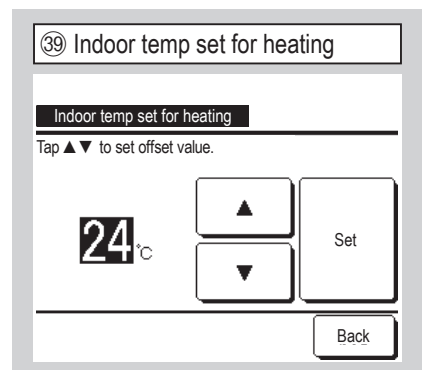 ㊴ Indoor temp set for heating
Indoor temp set for heating
Tap ▲▼ to set offset value.
▲
24°C
Set
▼
Back